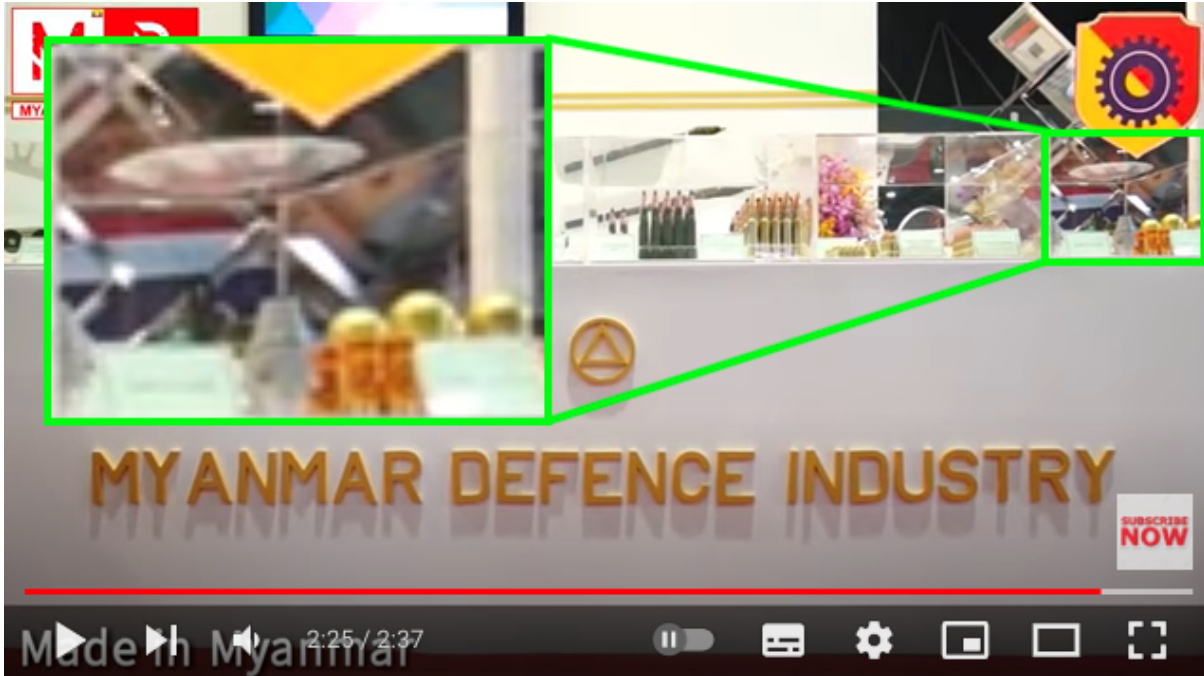 MYANMAR DEFENCE INDUSTRY
SUBSCRIBE
NOW
2:25 / 2:37
Made in Myanmar